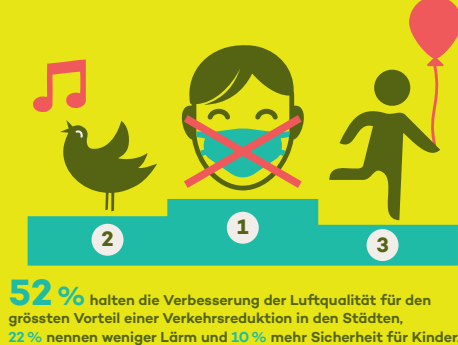 2
1
3
52 % halten die Verbesserung der Luftqualität für den
grössten Vorteil einer Verkehrsreduktion in den Städten,
22 % nennen weniger Lärm und 10 % mehr Sicherheit für Kinder.